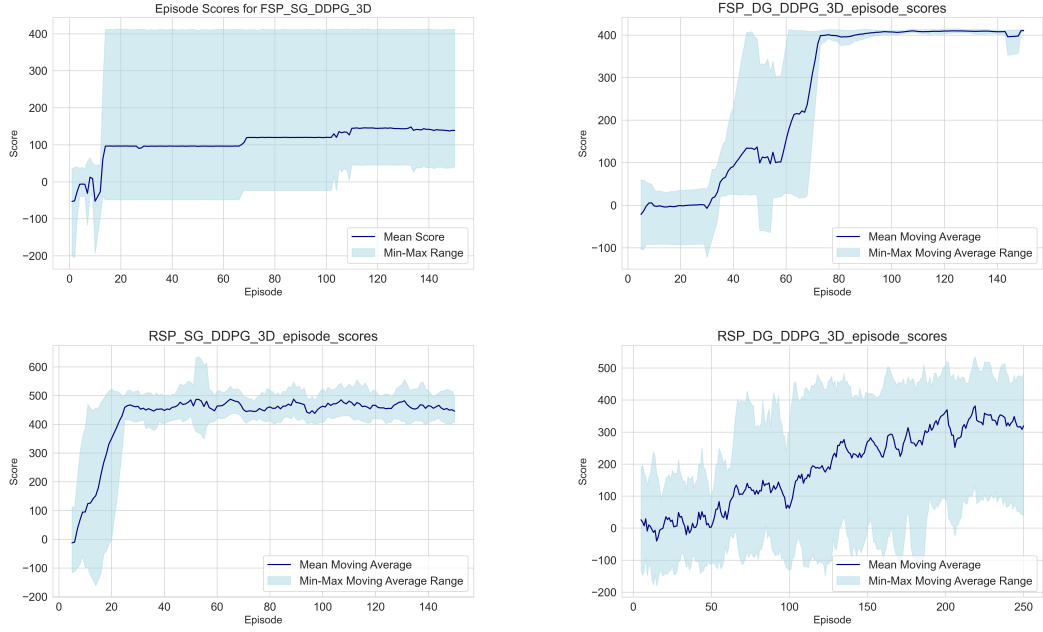 Episode Scores for FSP_SG_DDPG_3D
400
300
200
100
0
−100
−200
Score
0 20 40 60 80 100 120 140
Episode
Mean Score
Min-Max Range
FSP_DG_DDPG_3D_episode_scores
400
300
200
100
0
−100
Score
0 20 40 60 80 100 120 140
Episode
Mean Moving Average
Min-Max Moving Average Range
RSP_SG_DDPG_3D_episode_scores
600
500
400
300
200
100
0
−100
−200
Score
0 20 40 60 80 100 120 140
Episode
Mean Moving Average
Min-Max Moving Average Range
RSP_DG_DDPG_3D_episode_scores
500
400
300
200
100
0
−100
−200
Score
0 50 100 150 200 250
Episode
Mean Moving Average
Min-Max Moving Average Range